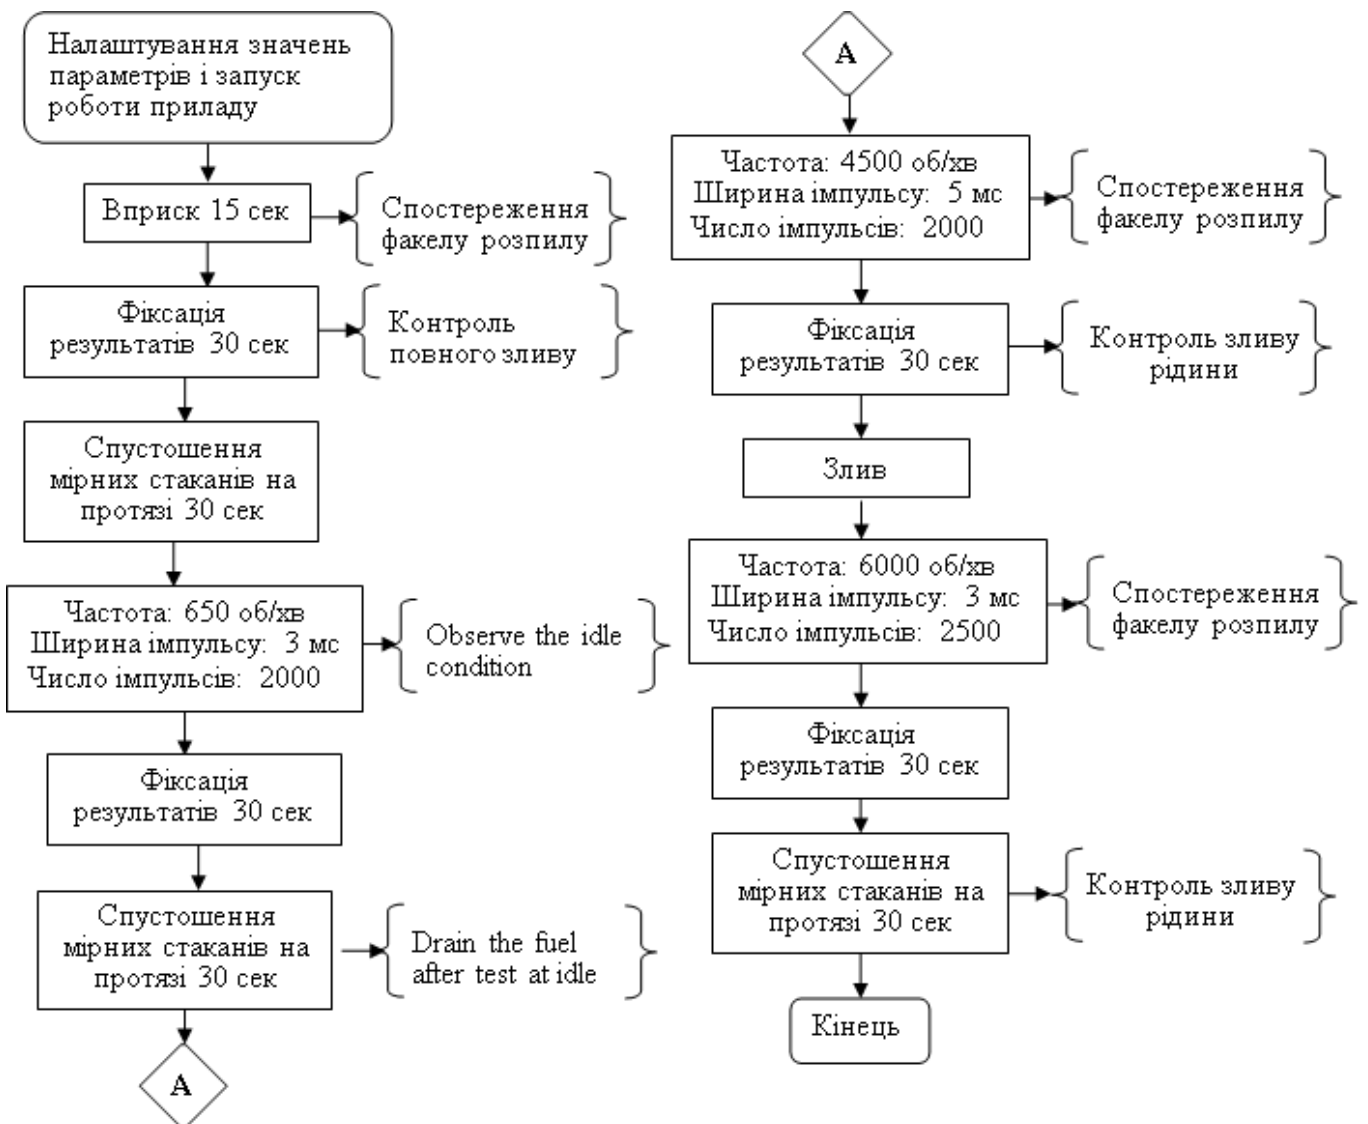 Налаштування значень
параметрів і запуск
роботи приладу
Вприск 15 сек
Спостереження
факелу розпилу
Фіксація
результатів 30 сек
Контроль
повного зливу
Спустошення
мірних стаканів на
протязі 30 сек
Частота: 650 об/хв
Ширина імпульсу: 3 мс
Число імпульсів: 2000
Observe the idle
condition
Фіксація
результатів 30 сек
Спустошення
мірних стаканів на
протязі 30 сек
Drain the fuel
after test at idle
А
А
Частота: 4500 об/хв
Ширина імпульсу: 5 мс
Число імпульсів: 2000
Спостереження
факелу розпилу
Фіксація
результатів 30 сек
Контроль зливу
рідини
Злив
Частота: 6000 об/хв
Ширина імпульсу: 3 мс
Число імпульсів: 2500
Спостереження
факелу розпилу
Фіксація
результатів 30 сек
Спустошення
мірних стаканів на
протязі 30 сек
Контроль зливу
рідини
Кінець